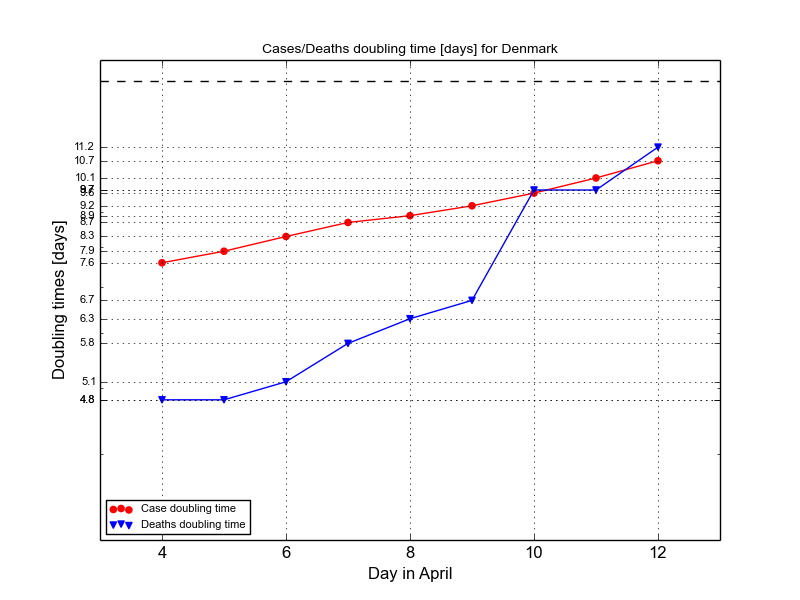 Cases/Deaths doubling time [days] for Denmark
Doubling times [days]
11.2
10.7
10.1
9.7
9.6
9.2
8.9
8.7
8.3
7.9
7.6
6.7
6.3
5.8
5.1
4.8
Case doubling time
Deaths doubling time
4 6 8 10 12
Day in April